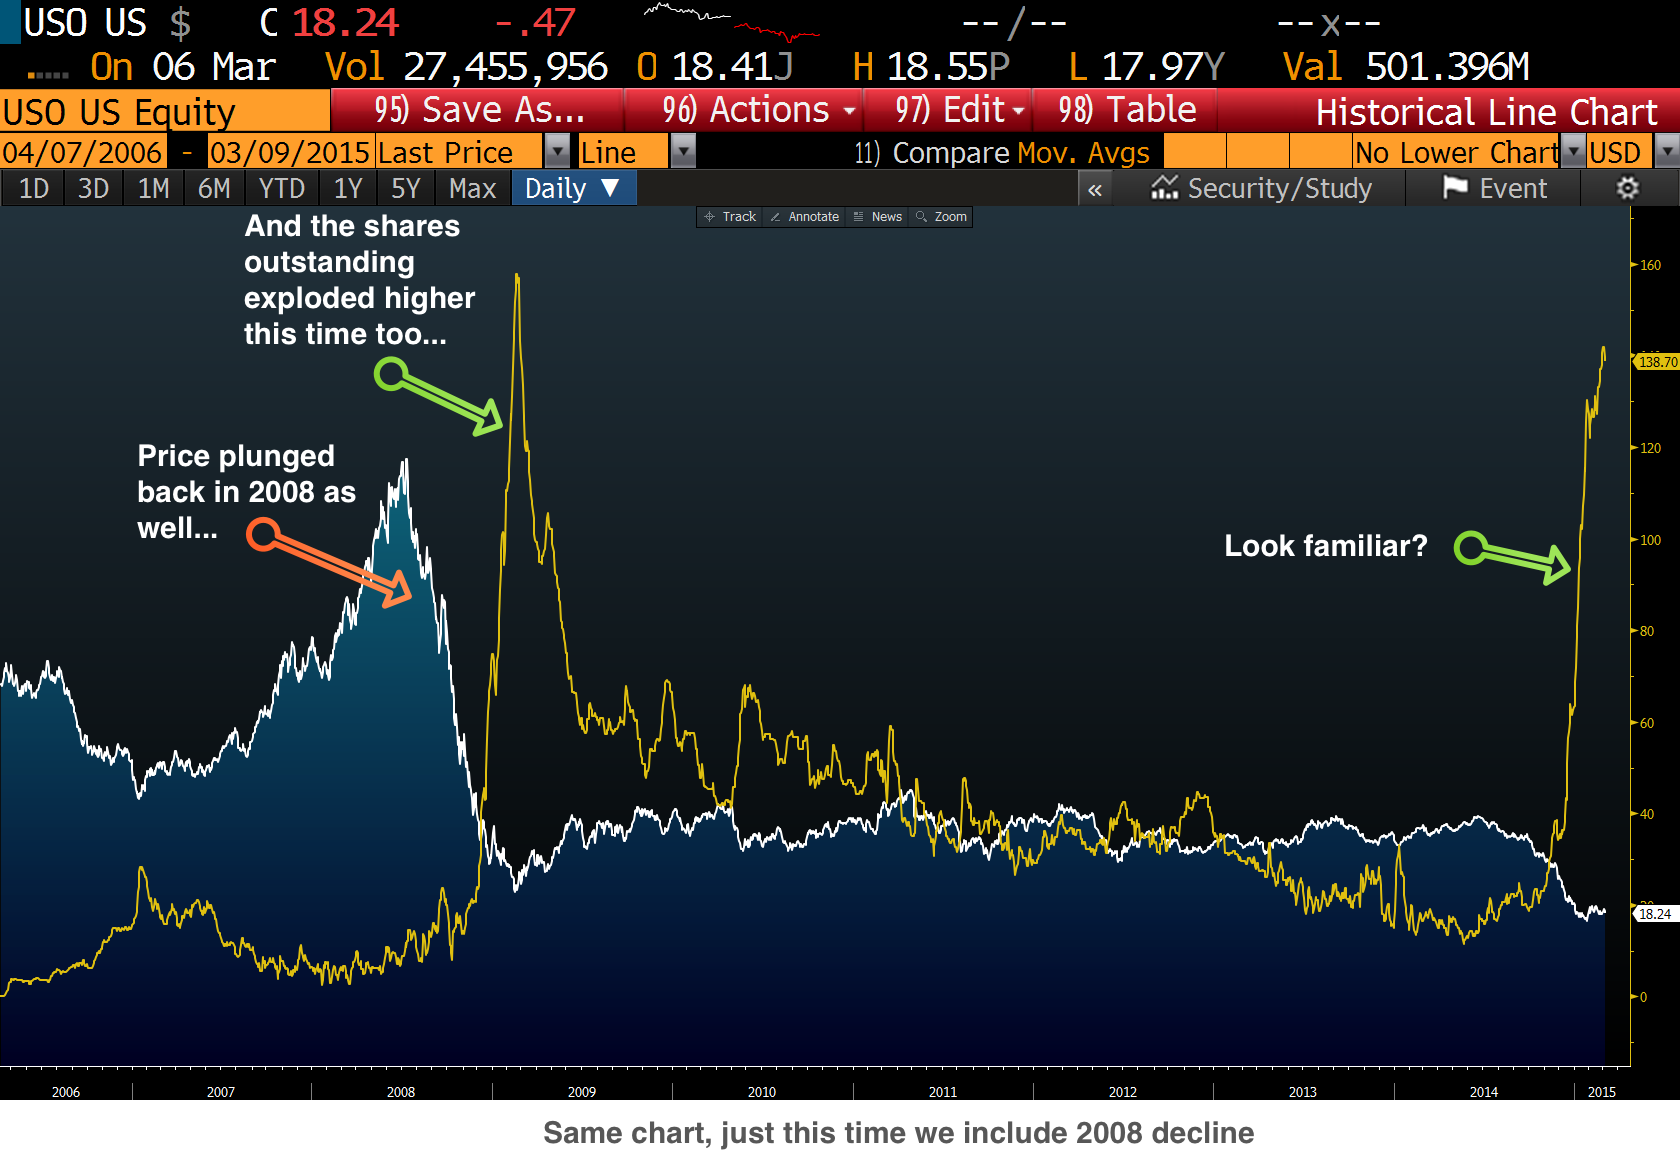 USO US $ C 18.24 -.47 --/-- --x--
On 06 Mar Vol 27,455,956 O 18.41J H 18.55P L 17.97Y Val 501.396M
USO US Equity 95) Save As... 96) Actions 97) Edit 98) Table Historical Line Chart
04/07/2006 - 03/09/2015 Last Price Line 11) Compare Mov. Avgs No Lower Chart USD
1D 3D 1M 6M YTD 1Y 5Y Max Daily ▼ « Security/Study Event
Track Annotate News Zoom
And the shares
outstanding
exploded higher
this time too...
Price plunged
back in 2008 as
well...
Look familiar?
160
138.70
120
100
80
60
40
18.24
0
2006 2007 2008 2009 2010 2011 2012 2013 2014 2015
Same chart, just this time we include 2008 decline